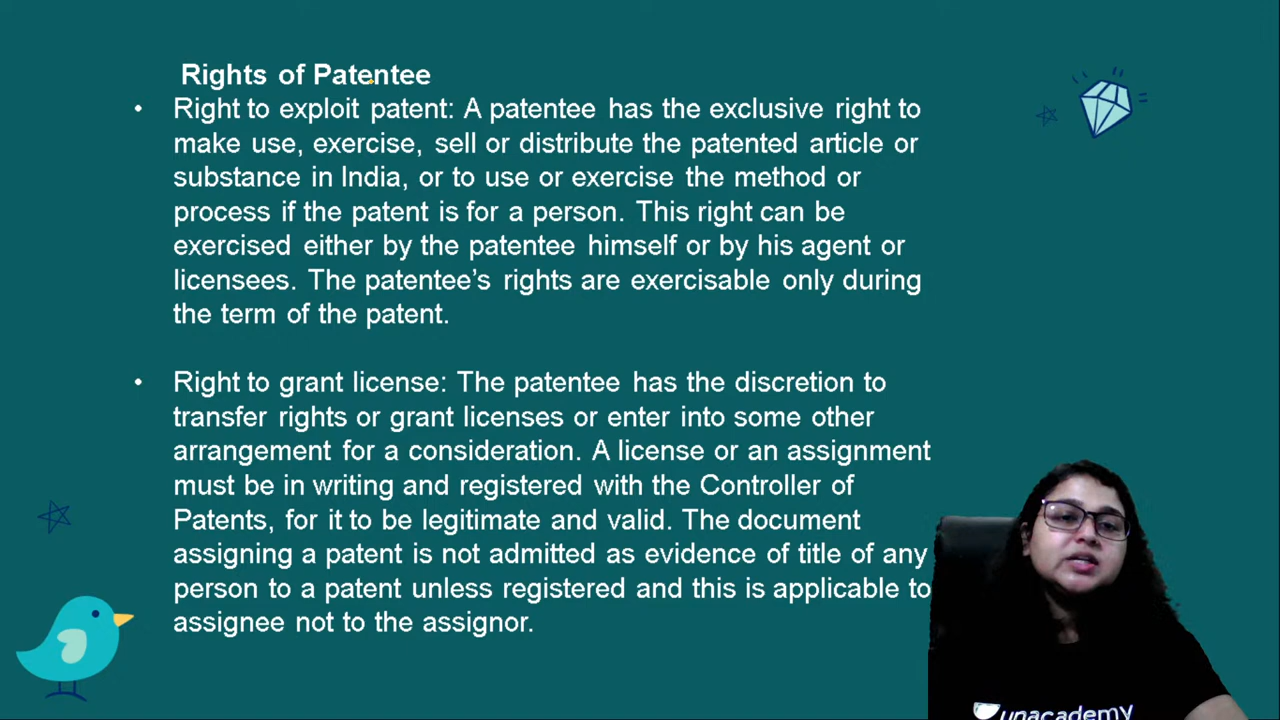 Rights of Patentee
• Right to exploit patent: A patentee has the exclusive right to
make use, exercise, sell or distribute the patented article or
substance in India, or to use or exercise the method or
process if the patent is for a person. This right can be
exercised either by the patentee himself or by his agent or
licensees. The patentee’s rights are exercisable only during
the term of the patent.
• Right to grant license: The patentee has the discretion to
transfer rights or grant licenses or enter into some other
arrangement for a consideration. A license or an assignment
must be in writing and registered with the Controller of
Patents, for it to be legitimate and valid. The document
assigning a patent is not admitted as evidence of title of any
person to a patent unless registered and this is applicable to
assignee not to the assignor.
unacademy